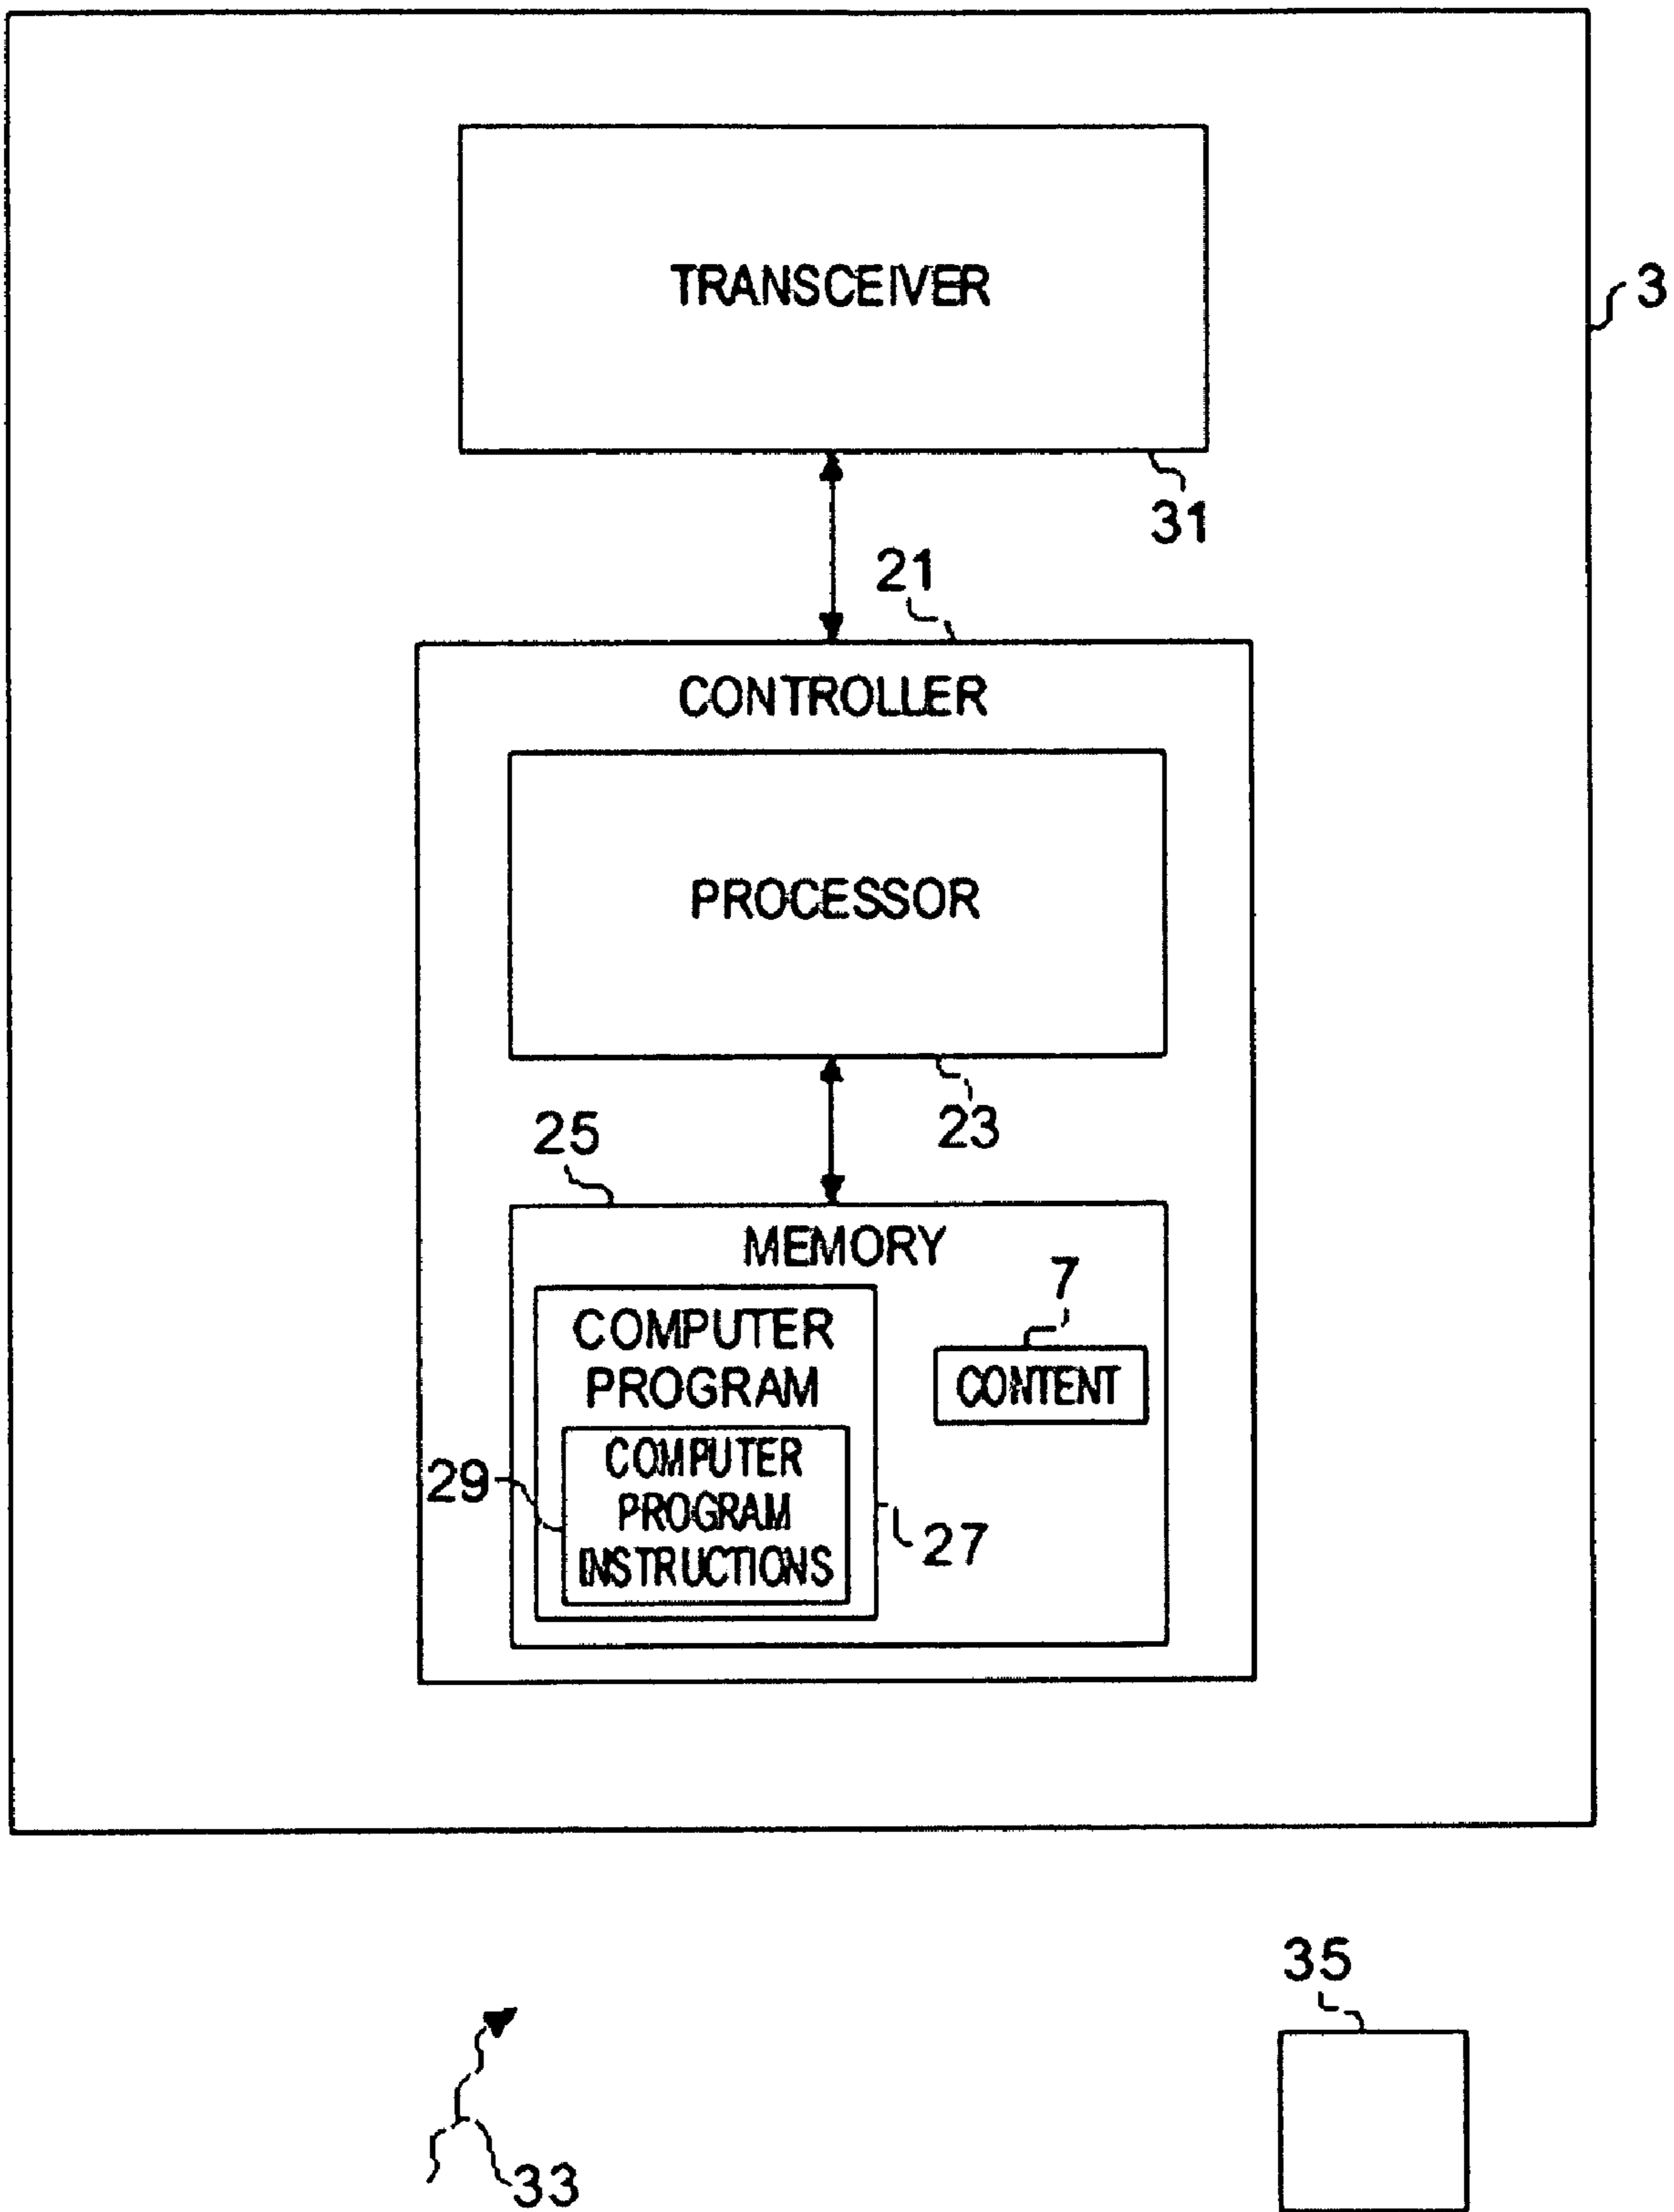 TRANSCEIVER
3
31
21
CONTROLLER
PROCESSOR
23
25
MEMORY
7
COMPUTER
PROGRAM
CONTENT
COMPUTER
PROGRAM
INSTRUCTIONS
29
27
35
33